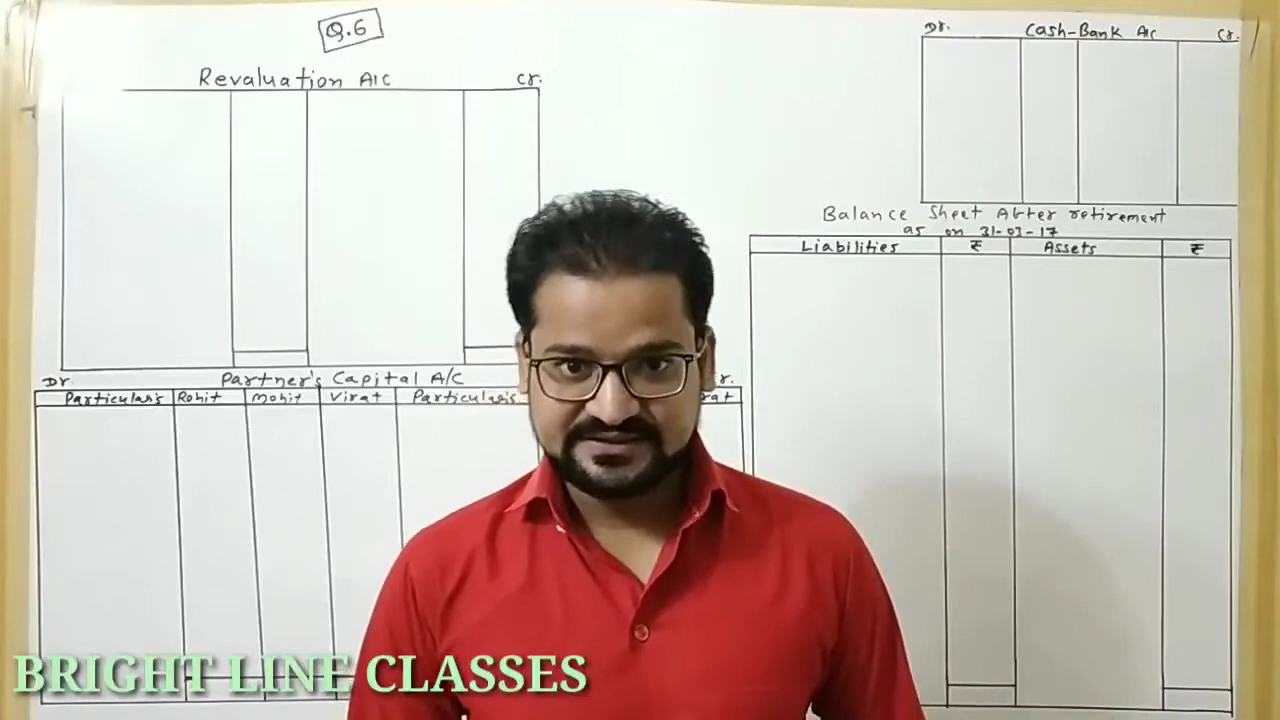 Q.6
Revaluation A/C Cr.
Dr. Cash-Bank A/C Cr.
Balance Sheet After retirement
as on 31-03-17
Liabilities ₹ Assets ₹
Dr. Partner's Capital A/C r.
Particulars Rohit Mohit Virat Particulars rat
BRIGHT LINE CLASSES